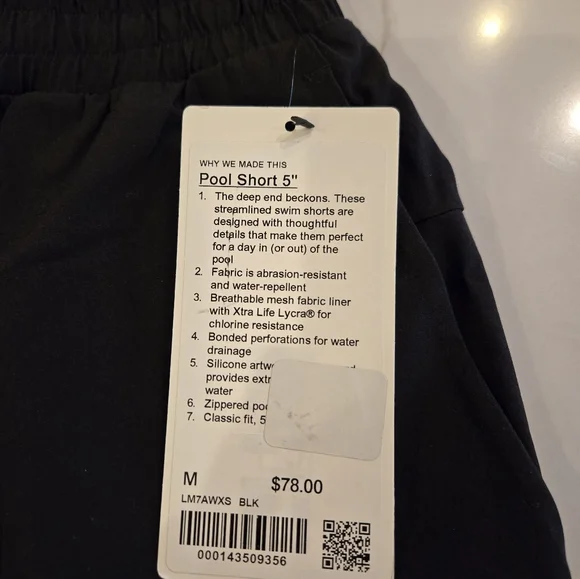 WHY WE MADE THIS
Pool Short 5"
1. The deep end beckons. These
streamlined swim shorts are
designed with thoughtful
details that make them perfect
for a day in (or out) of the
pool
2. Fabric is abrasion-resistant
and water-repellent
3. Breathable mesh fabric liner
with Xtra Life Lycra® for
chlorine resistance
4. Bonded perforations for water
drainage
5. Silicone
provides
water
6. Zippered
7. Classic fit, 5
M $78.00
LM7AWXS BLK
000143509356